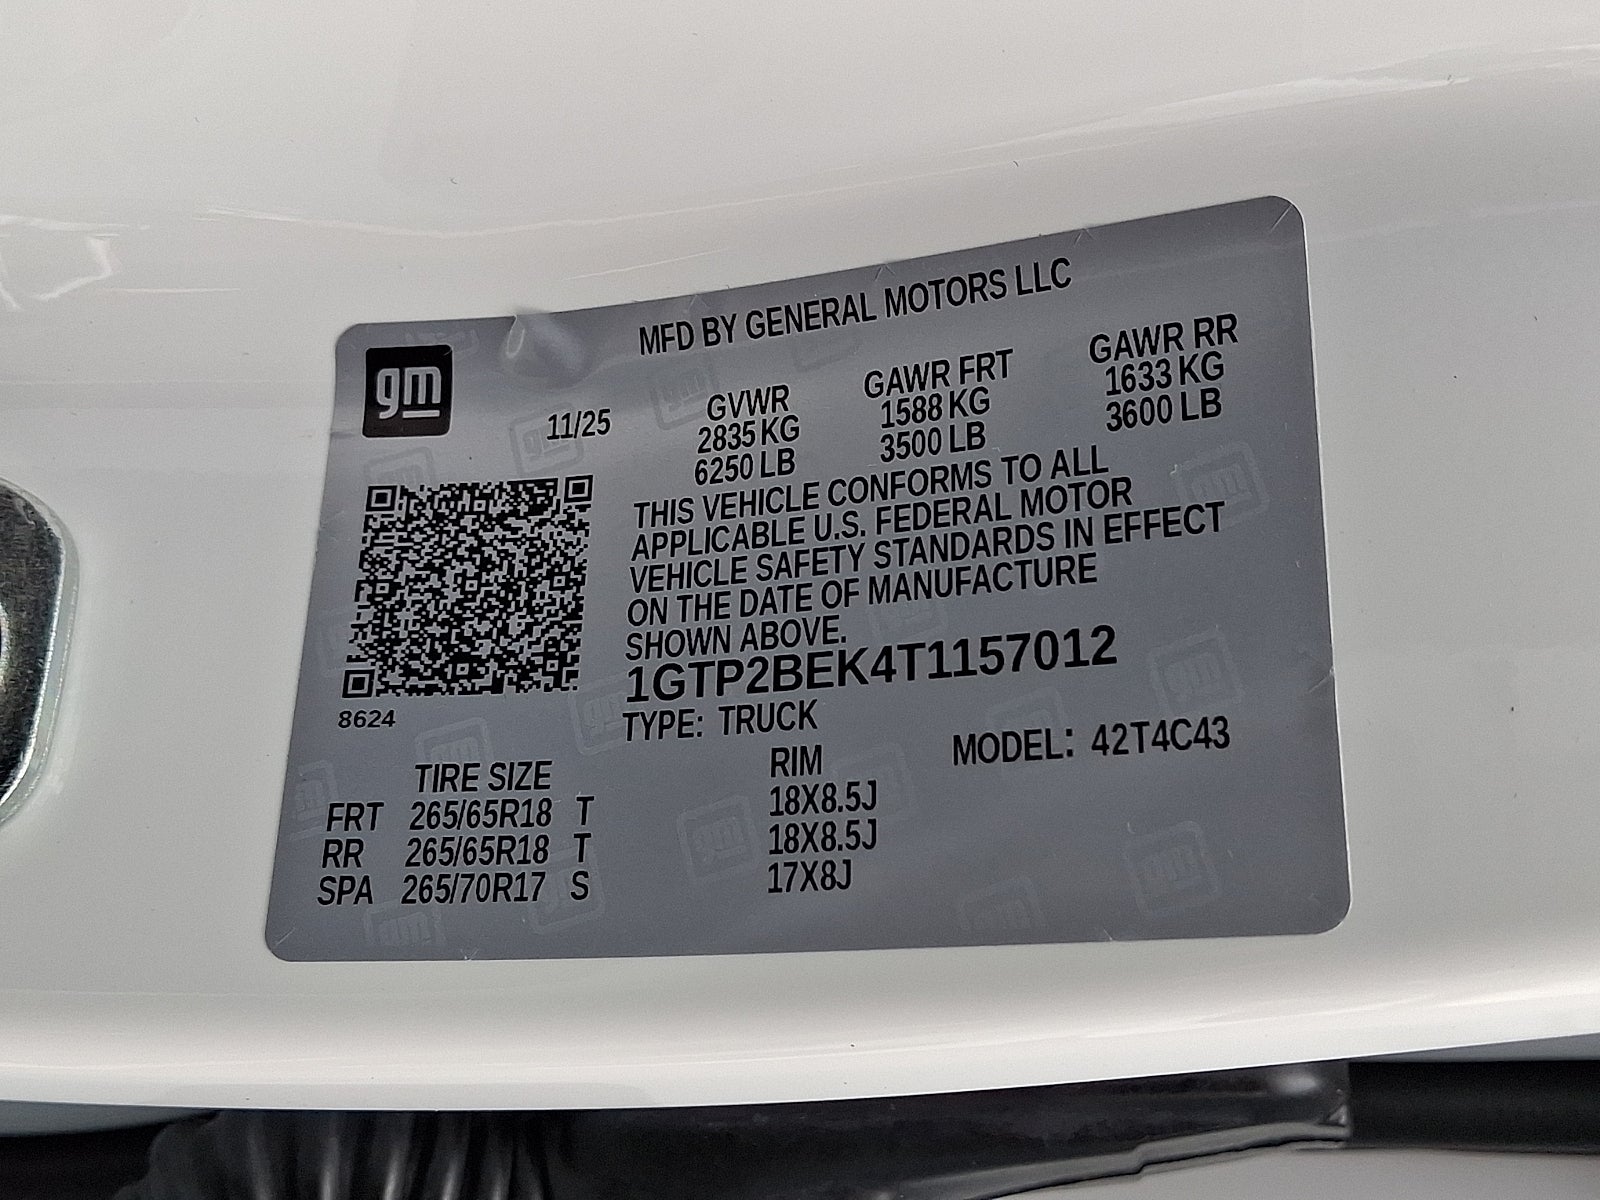 MFD BY GENERAL MOTORS LLC
gm
11/25
GVWR
2835 KG
6250 LB
GAWR FRT
1588 KG
3500 LB
GAWR RR
1633 KG
3600 LB
THIS VEHICLE CONFORMS TO ALL
APPLICABLE U.S. FEDERAL MOTOR
VEHICLE SAFETY STANDARDS IN EFFECT
ON THE DATE OF MANUFACTURE
SHOWN ABOVE.
1GTP2BEK4T1157012
8624
TYPE: TRUCK
MODEL: 42T4C43
TIRE SIZE RIM
FRT 265/65R18 T 18X8.5J
RR 265/65R18 T 18X8.5J
SPA 265/70R17 S 17X8J